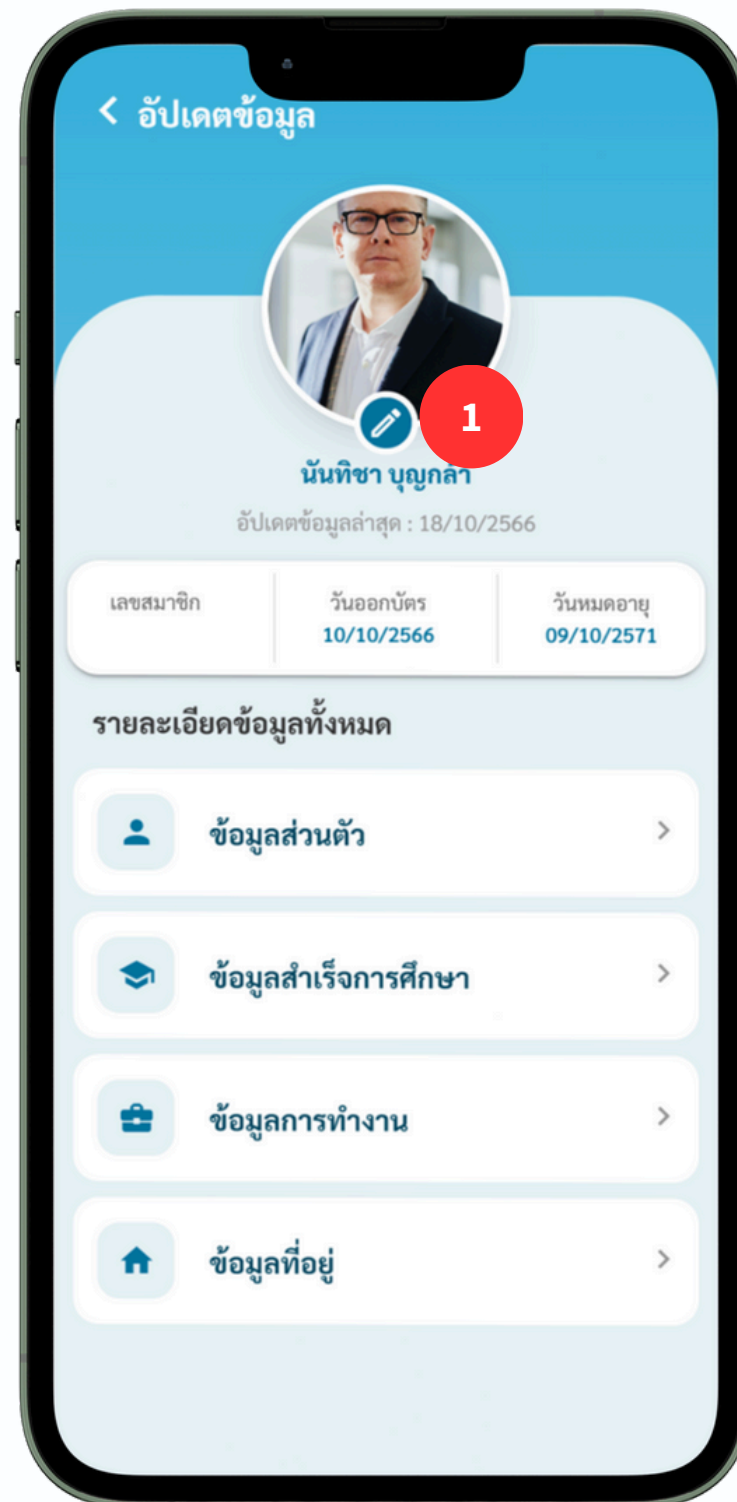 อัปเดตข้อมูล
1
นันทิชา บุญกล้า
อัปเดตข้อมูลล่าสุด : 18/10/2566
เลขสมาชิก วันออกบัตร วันหมดอายุ
10/10/2566 09/10/2571
รายละเอียดข้อมูลทั้งหมด
ข้อมูลส่วนตัว
ข้อมูลสำเร็จการศึกษา
ข้อมูลการทำงาน
ข้อมูลที่อยู่